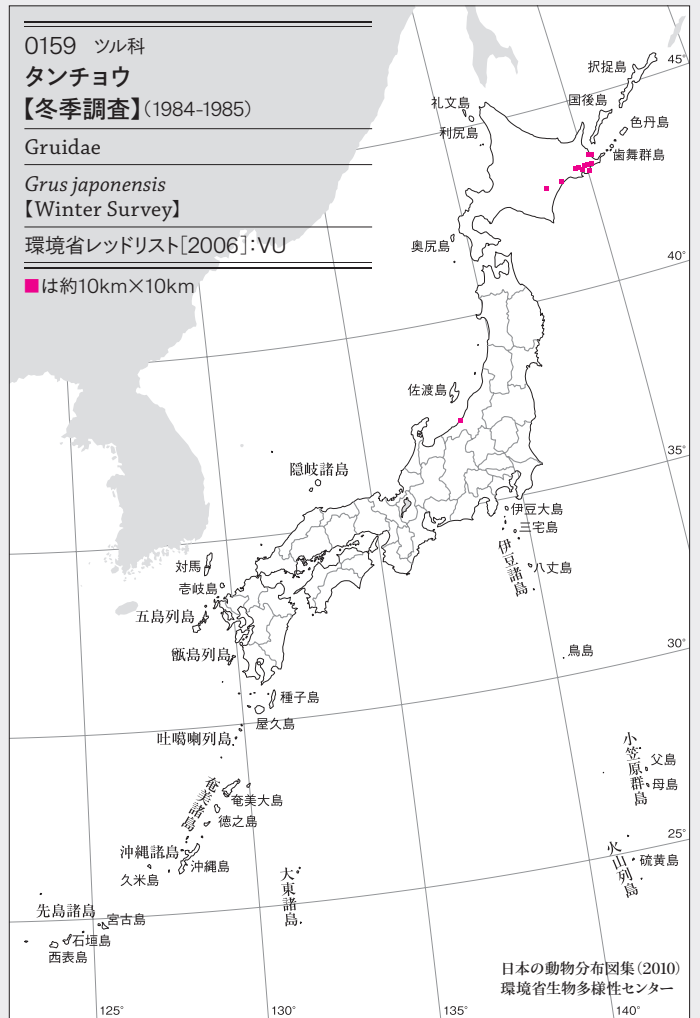 0159 ツル科
タンチョウ
【冬季調査】(1984-1985)
Gruidae
Grus japonensis
【Winter Survey】
環境省レッドリスト[2006]:VU
■は約10km×10km
択捉島
45°
礼文島
国後島
利尻島
色丹島
歯舞群島
奥尻島
40°
佐渡島
35°
隠岐諸島
伊豆大島
三宅島
伊豆諸島
八丈島
対馬
壱岐島
五島列島
甑島列島
鳥島
30°
種子島
屋久島
吐噶喇列島
小笠原群島
父島
母島
奄美諸島
奄美大島
徳之島
25°
沖縄諸島
沖縄島
久米島
火山列島
硫黄島
大東諸島
先島諸島
宮古島
石垣島
西表島
日本の動物分布図集(2010)
環境省生物多様性センター
125°
130°
135°
140°